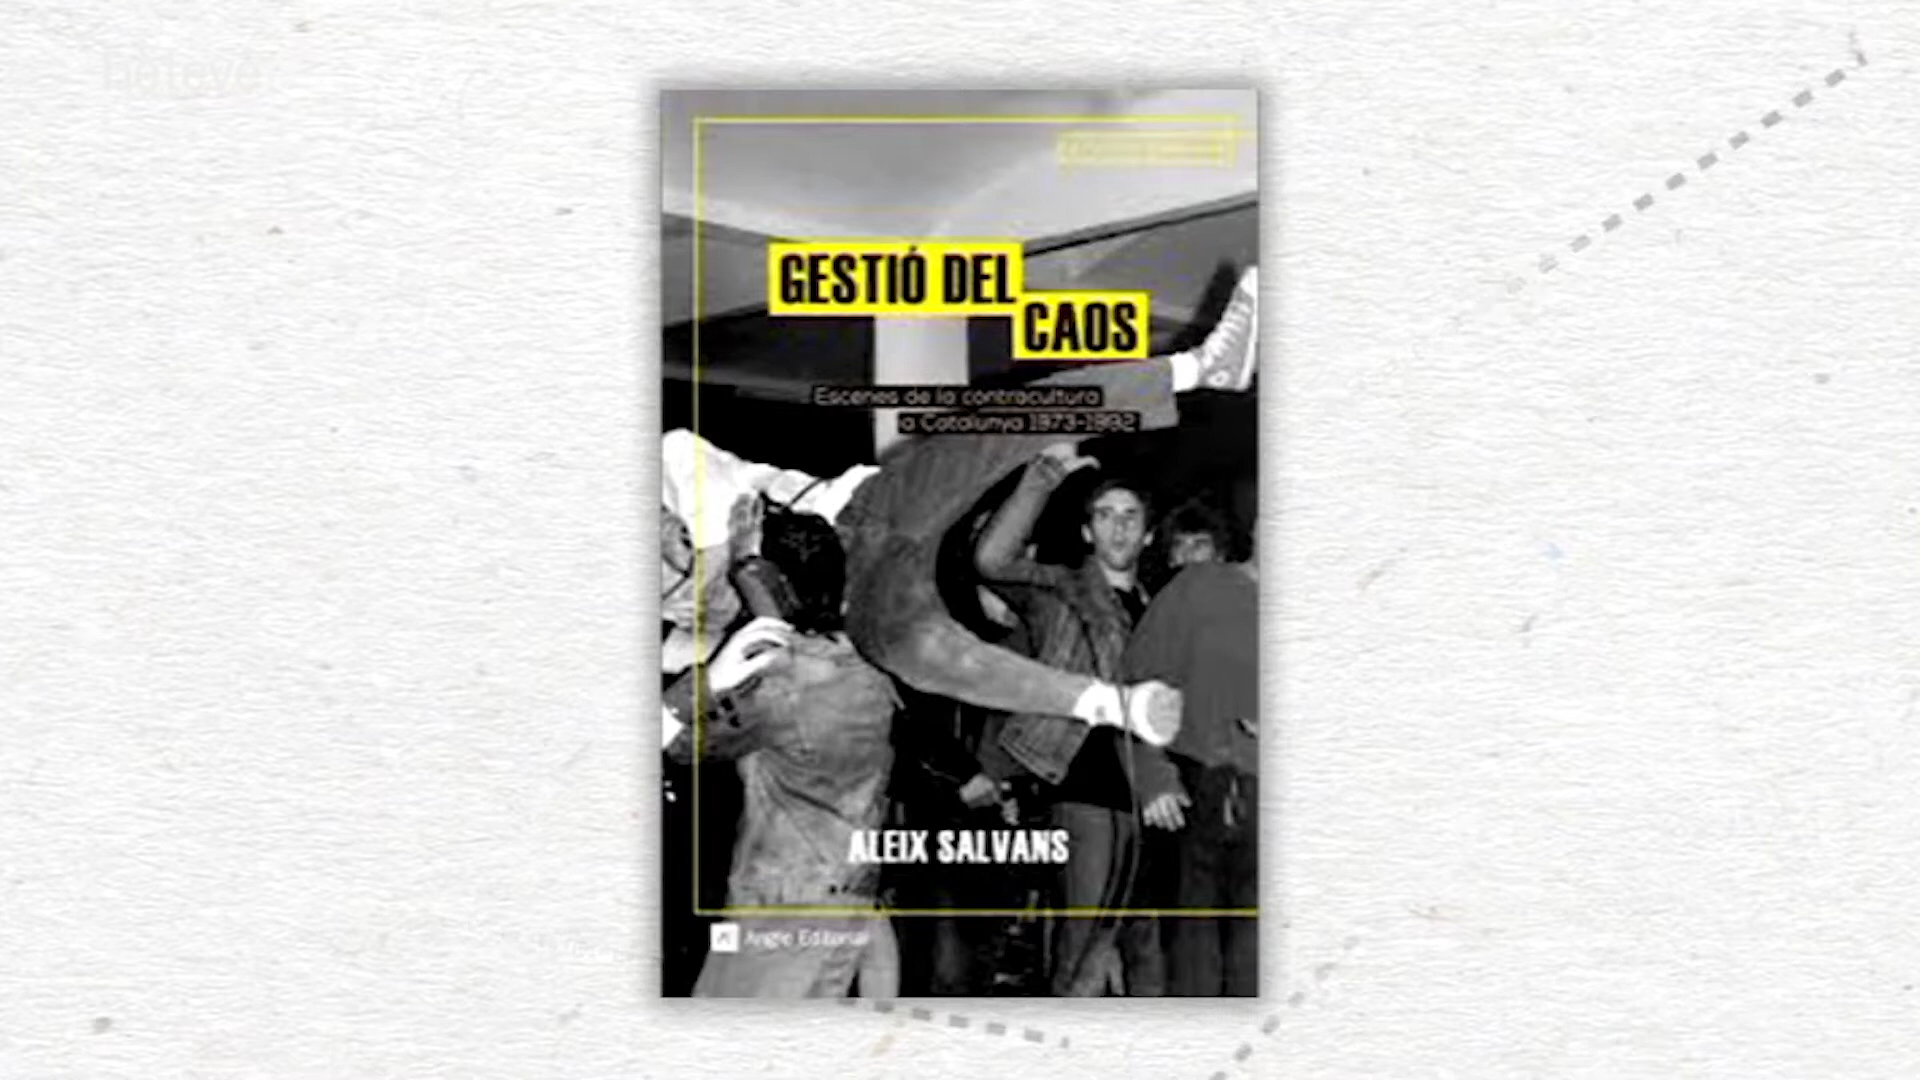 GESTIÓ DEL
CAOS
Escenes de la contracultura
a Catalunya 1973-1992
ALEIX SALVANS
Angle Editorial